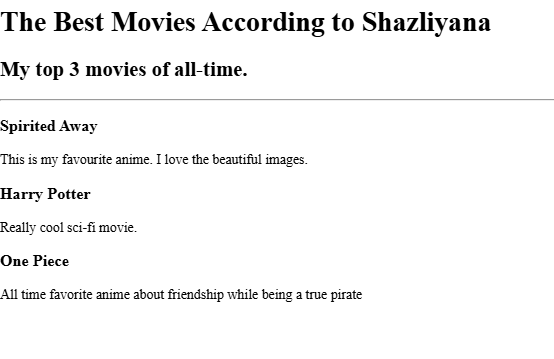 The Best Movies According to Shazliyana
My top 3 movies of all-time.
Spirited Away
This is my favourite anime. I love the beautiful images.
Harry Potter
Really cool sci-fi movie.
One Piece
All time favorite anime about friendship while being a true pirate